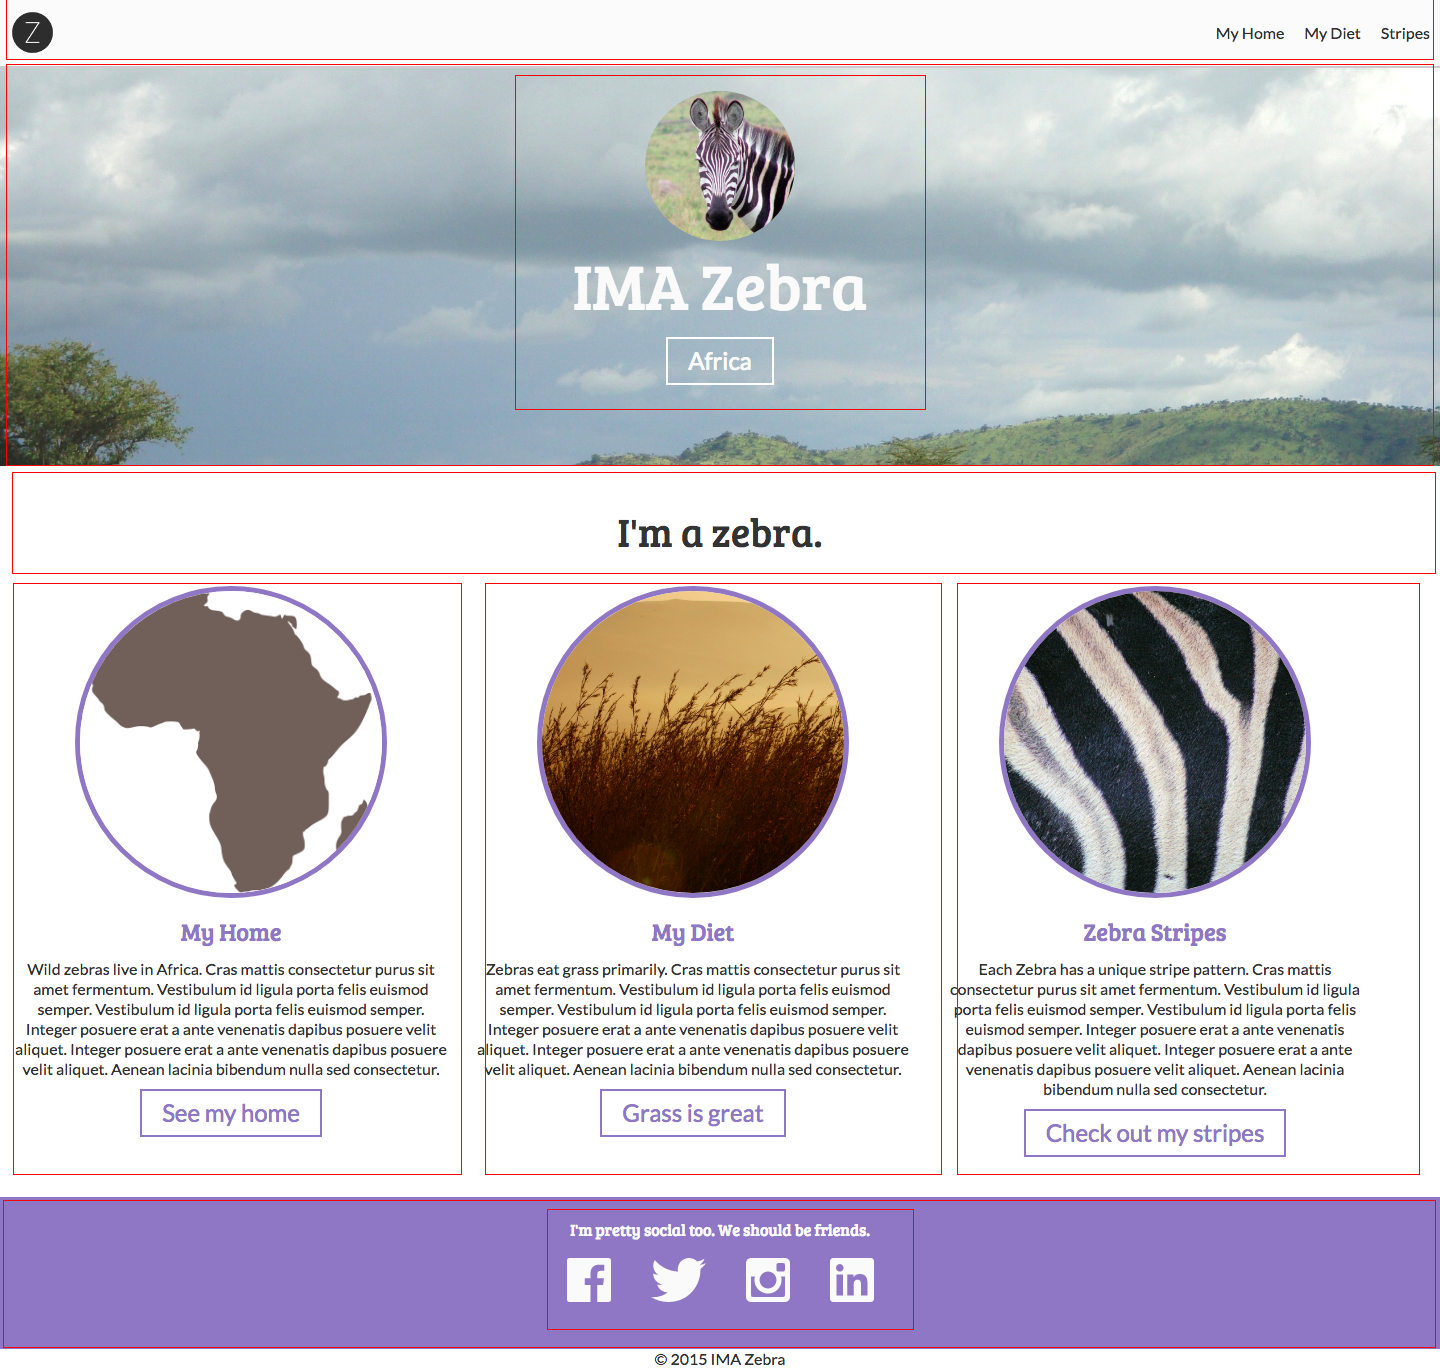 Z
My Home My Diet Stripes
IMA Zebra
Africa
I'm a zebra.
My Home
Wild zebras live in Africa. Cras mattis consectetur purus sit
amet fermentum. Vestibulum id ligula porta felis euismod
semper. Vestibulum id ligula porta felis euismod semper.
Integer posuere erat a ante venenatis dapibus posuere velit
aliquet. Integer posuere erat a ante venenatis dapibus posuere
velit aliquet. Aenean lacinia bibendum nulla sed consectetur.
See my home
My Diet
Zebras eat grass primarily. Cras mattis consectetur purus sit
amet fermentum. Vestibulum id ligula porta felis euismod
semper. Vestibulum id ligula porta felis euismod semper.
Integer posuere erat a ante venenatis dapibus posuere velit
aliquet. Integer posuere erat a ante venenatis dapibus posuere
velit aliquet. Aenean lacinia bibendum nulla sed consectetur.
Grass is great
Zebra Stripes
Each Zebra has a unique stripe pattern. Cras mattis
consectetur purus sit amet fermentum. Vestibulum id ligula
porta felis euismod semper. Vestibulum id ligula porta felis
euismod semper. Integer posuere erat a ante venenatis
dapibus posuere velit aliquet. Integer posuere erat a ante
venenatis dapibus posuere velit aliquet. Aenean lacinia
bibendum nulla sed consectetur.
Check out my stripes
I'm pretty social too. We should be friends.
© 2015 IMA Zebra